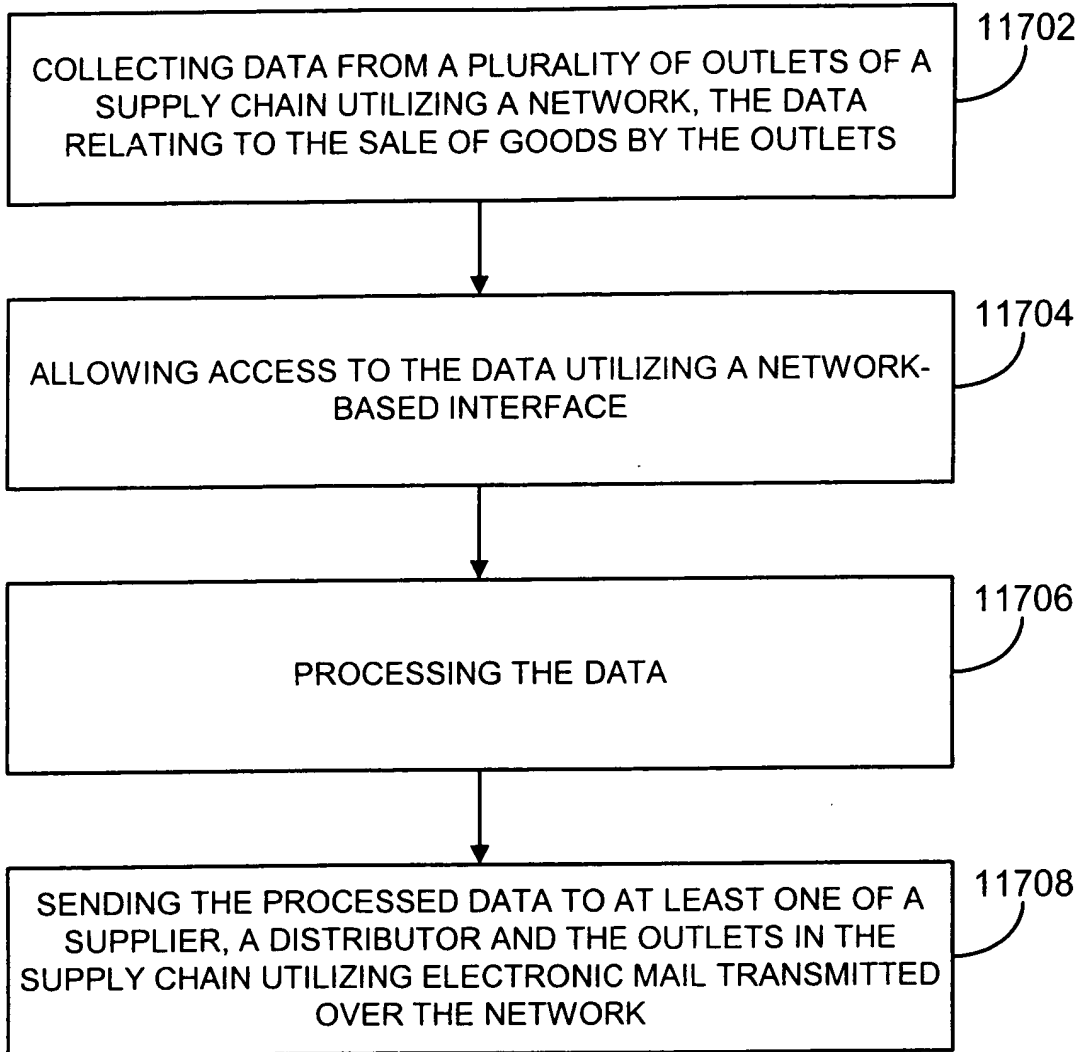 11702
COLLECTING DATA FROM A PLURALITY OF OUTLETS OF A
SUPPLY CHAIN UTILIZING A NETWORK, THE DATA
RELATING TO THE SALE OF GOODS BY THE OUTLETS
11704
ALLOWING ACCESS TO THE DATA UTILIZING A NETWORK-
BASED INTERFACE
11706
PROCESSING THE DATA
11708
SENDING THE PROCESSED DATA TO AT LEAST ONE OF A
SUPPLIER, A DISTRIBUTOR AND THE OUTLETS IN THE
SUPPLY CHAIN UTILIZING ELECTRONIC MAIL TRANSMITTED
OVER THE NETWORK